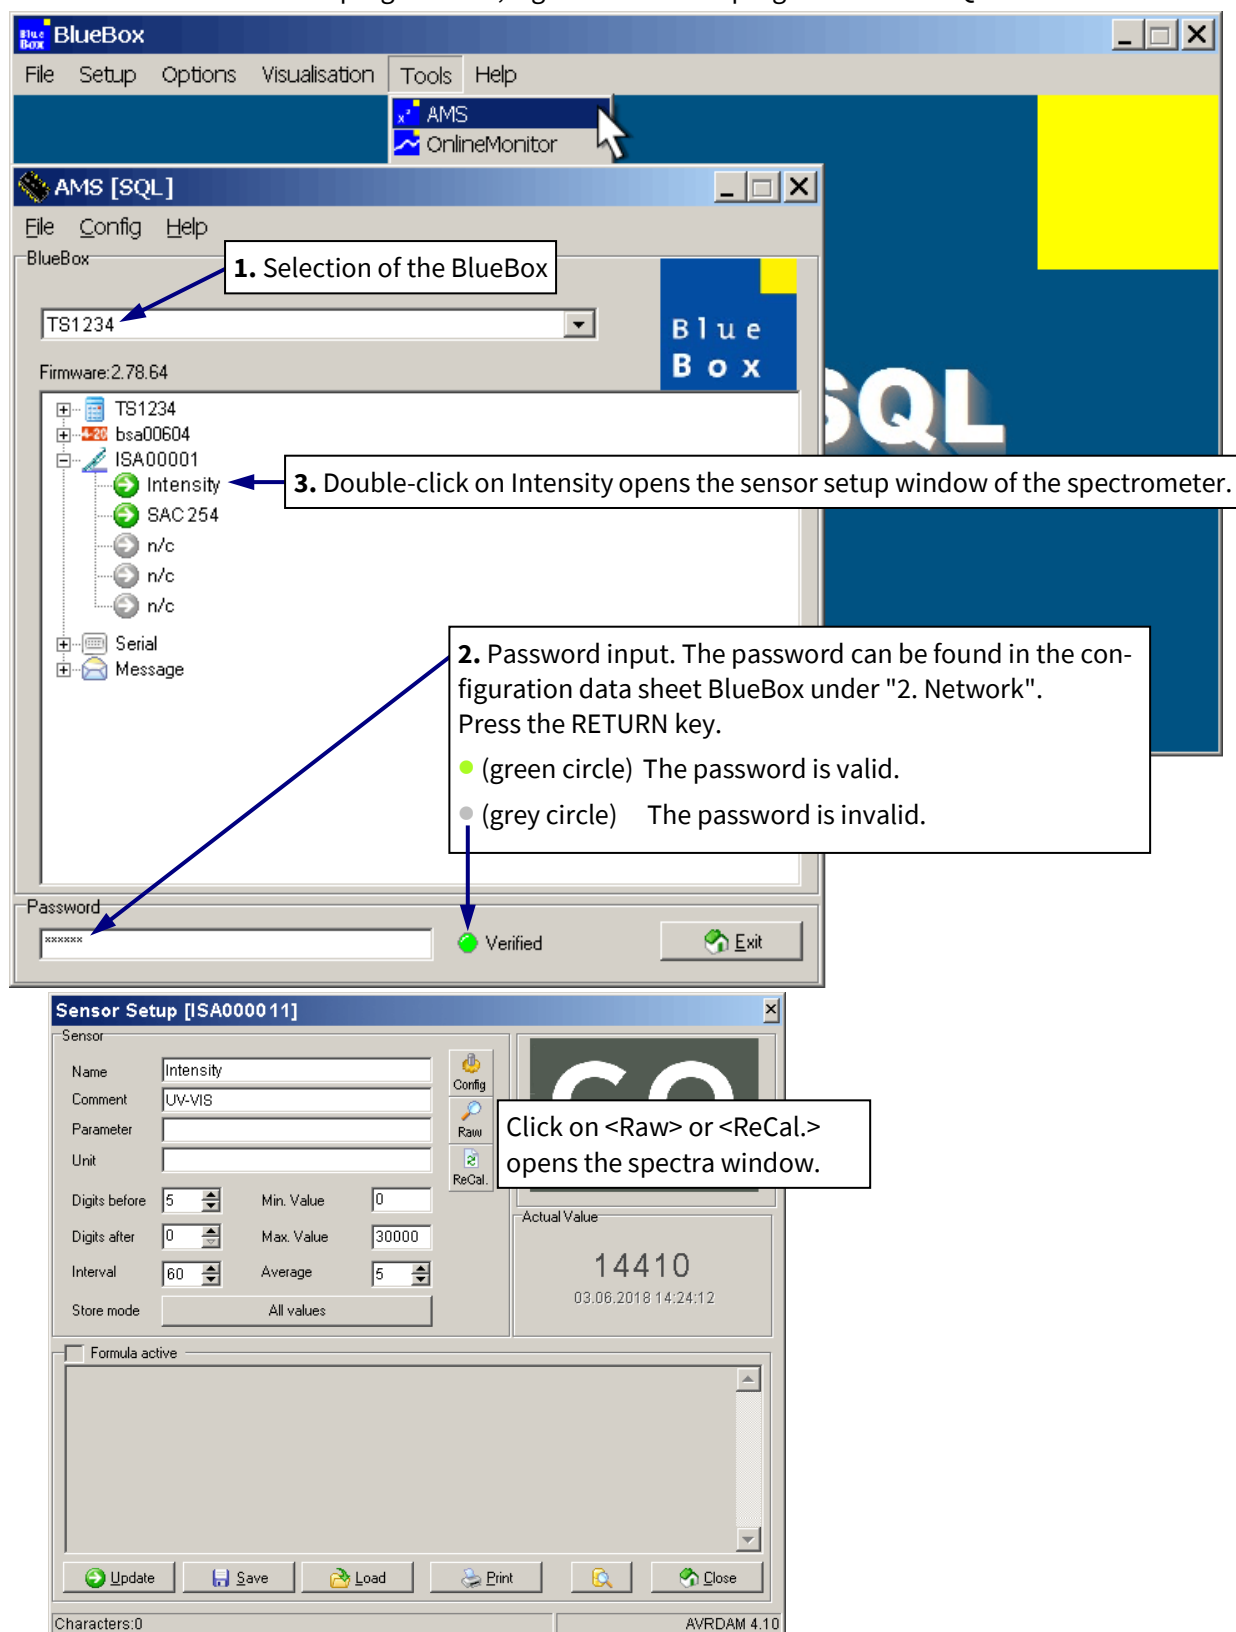 Blue Box BlueBox
File Setup Options Visualisation Tools Help
x² AMS
OnlineMonitor
SQL
AMS [SQL]
File Config Help
BlueBox
1. Selection of the BlueBox
TS1234
Blue
Box
Firmware:2.78.64
TS1234
4-20 bsa00604
ISA00001
Intensity
3. Double-click on Intensity opens the sensor setup window of the spectrometer.
SAC 254
n/c
n/c
n/c
Serial
Message
2. Password input. The password can be found in the con-
figuration data sheet BlueBox under "2. Network".
Press the RETURN key.
(green circle) The password is valid.
(grey circle) The password is invalid.
Password
xxxxxx
Verified
Exit
Sensor Setup [ISA000011]
Sensor
Name Intensity
Config
Comment UV-VIS
Parameter
Raw
Unit
ReCal.
Click on <Raw> or <ReCal.>
opens the spectra window.
Digits before 5 Min. Value 0
Digits after 0 Max. Value 30000
Interval 60 Average 5
Store mode All values
Actual Value
14410
03.06.2018 14:24:12
Formula active
Update Save Load Print Close
Characters:0 AVRDAM 4.10